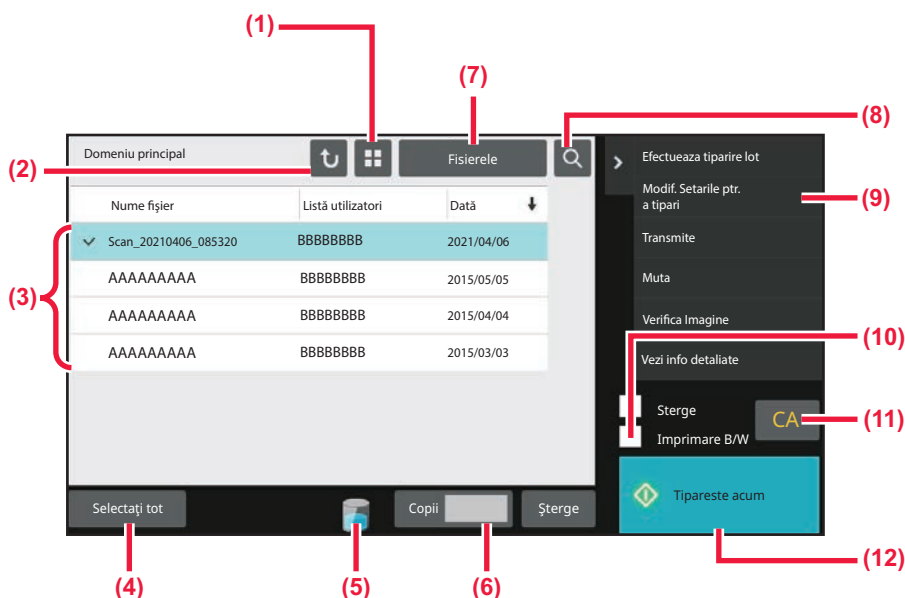 (1)
(7)
(8)
Domeniu principal
Fisierele
Efectueaza tiparire lot
(2)
Modif. Setarile ptr.
a tipari
(9)
Nume fişier Listă utilizatori Dată
Transmite
Scan_20210406_085320 BBBBBBBB 2021/04/06
(3)
AAAAAAAAA BBBBBBBB 2015/05/05
Muta
AAAAAAAAA BBBBBBBB 2015/04/04
Verifica Imagine
(10)
AAAAAAAAA BBBBBBBB 2015/03/03
Vezi info detaliate
Sterge
CA
(11)
Imprimare B/W
Selectaţi tot
Copii
Şterge
Tipareste acum
(12)
(4)
(5)
(6)